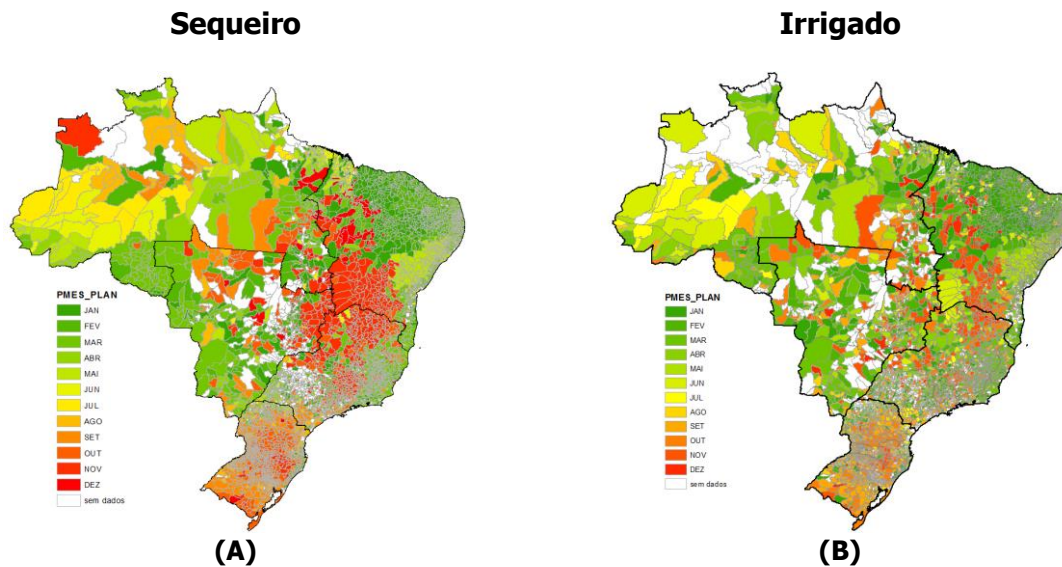 Sequeiro
Irrigado
PMES_PLAN
JAN
FEV
MAR
ABR
MAI
JUN
JUL
AGO
SET
OUT
NOV
DEZ
sem dados
(A)
PMES_PLAN
JAN
FEV
MAR
ABR
MAI
JUN
JUL
AGO
SET
OUT
NOV
DEZ
sem dados
(B)